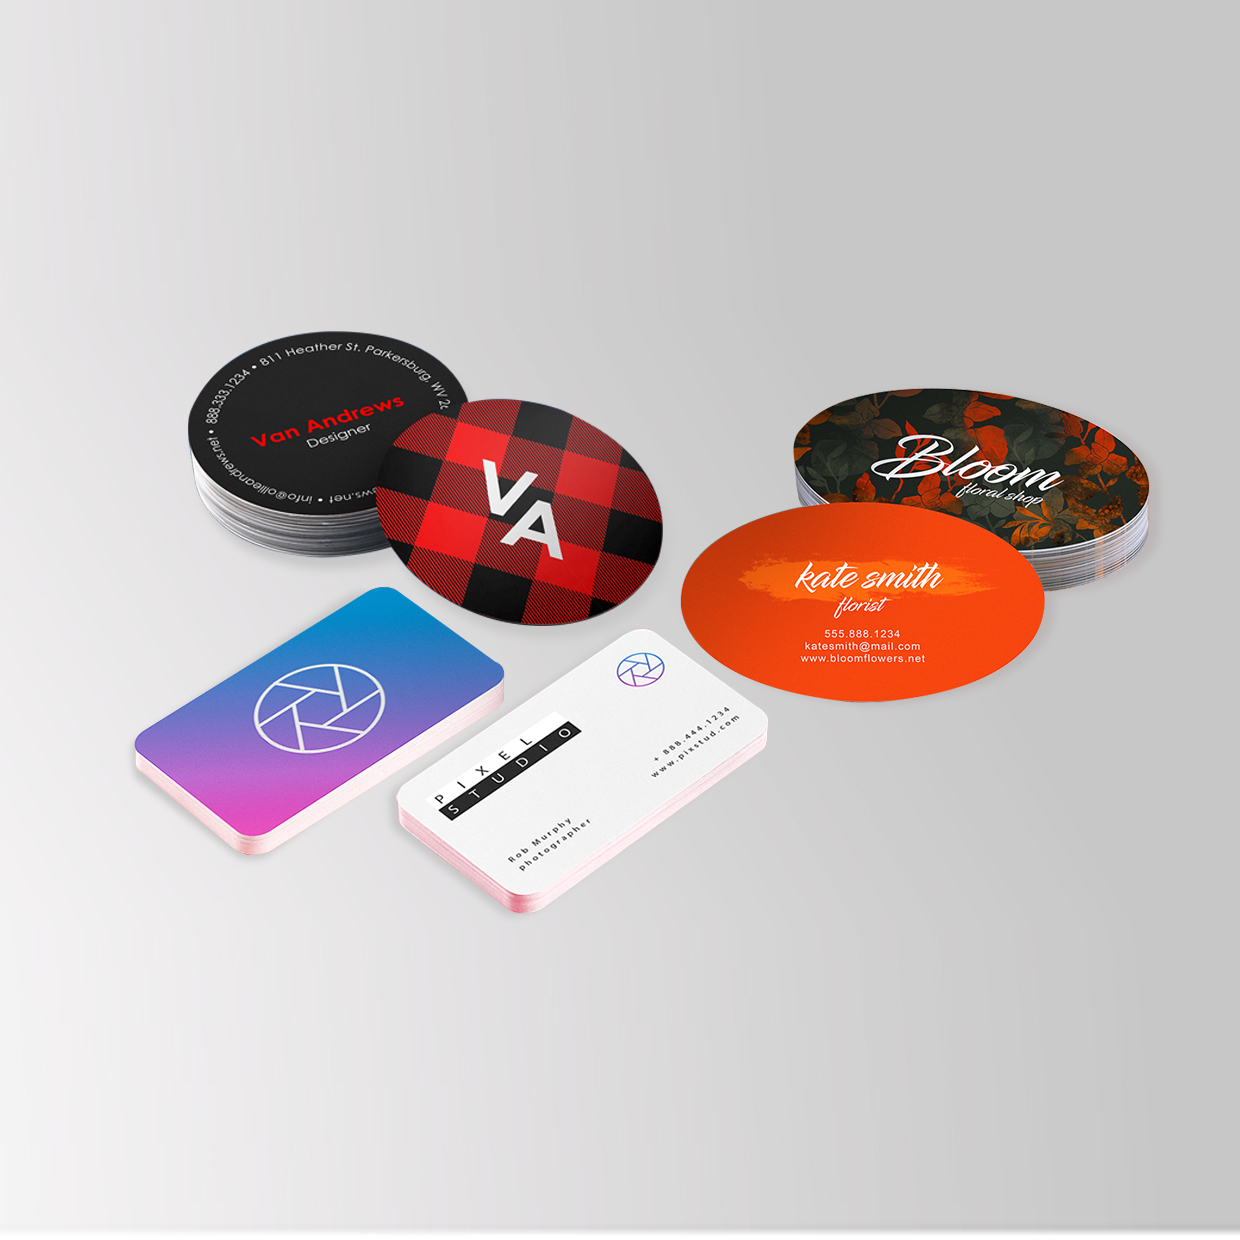 888.333.1234 • 811 Heather St. Parkersburg, WV
Van Andrews
Designer
info@ollieandrews.net •
VA
Bloom
floral shop
kate smith
florist
555.888.1234
katesmith@mail.com
www.bloomflowers.net
PIXEL
STUDIO
+ 888.444.1234
www.pixstud.com
Rob Murphy
photographer